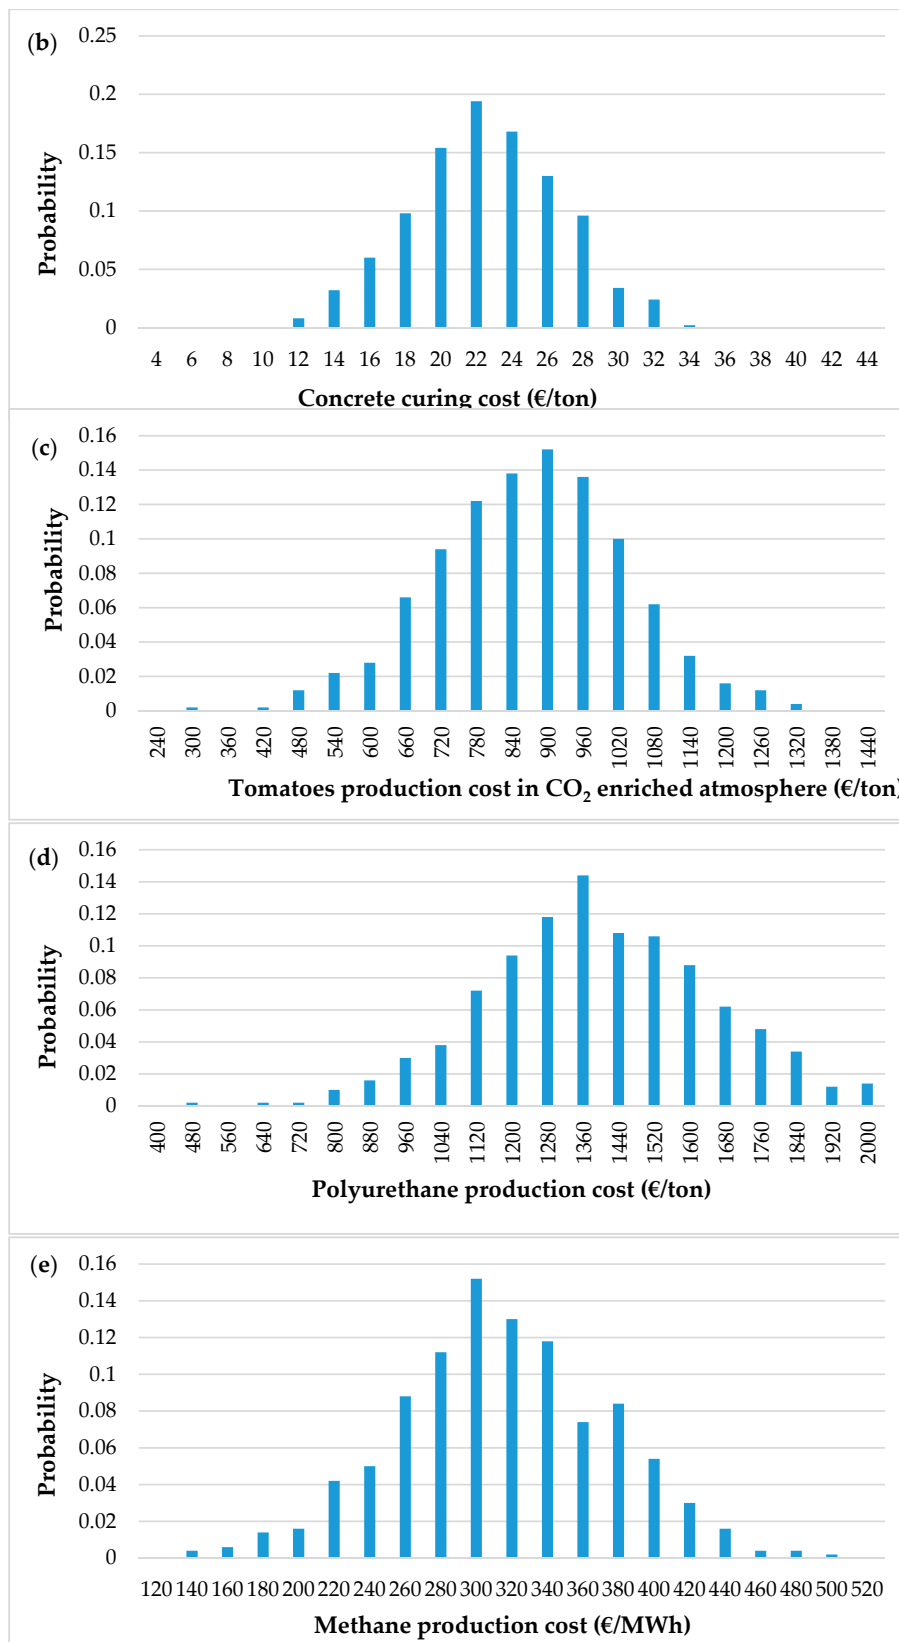 (b)
0.25
0.2
0.15
0.1
0.05
0
Probability
4 6 8 10 12 14 16 18 20 22 24 26 28 30 32 34 36 38 40 42 44
Concrete curing cost (€/ton)
(c)
0.16
0.14
0.12
0.1
0.08
0.06
0.04
0.02
0
Probability
240 300 360 420 480 540 600 660 720 780 840 900 960 1020 1080 1140 1200 1260 1320 1380 1440
Tomatoes production cost in CO₂ enriched atmosphere (€/ton)
(d)
0.16
0.14
0.12
0.1
0.08
0.06
0.04
0.02
0
Probability
400 480 560 640 720 800 880 960 1040 1120 1200 1280 1360 1440 1520 1600 1680 1760 1840 1920 2000
Polyurethane production cost (€/ton)
(e)
0.16
0.14
0.12
0.1
0.08
0.06
0.04
0.02
0
Probability
120 140 160 180 200 220 240 260 280 300 320 340 360 380 400 420 440 460 480 500 520
Methane production cost (€/MWh)